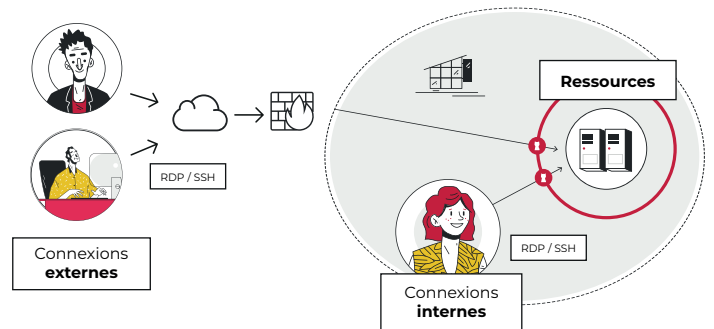 Ressources
RDP / SSH
Connexions
externes
RDP / SSH
Connexions
internes